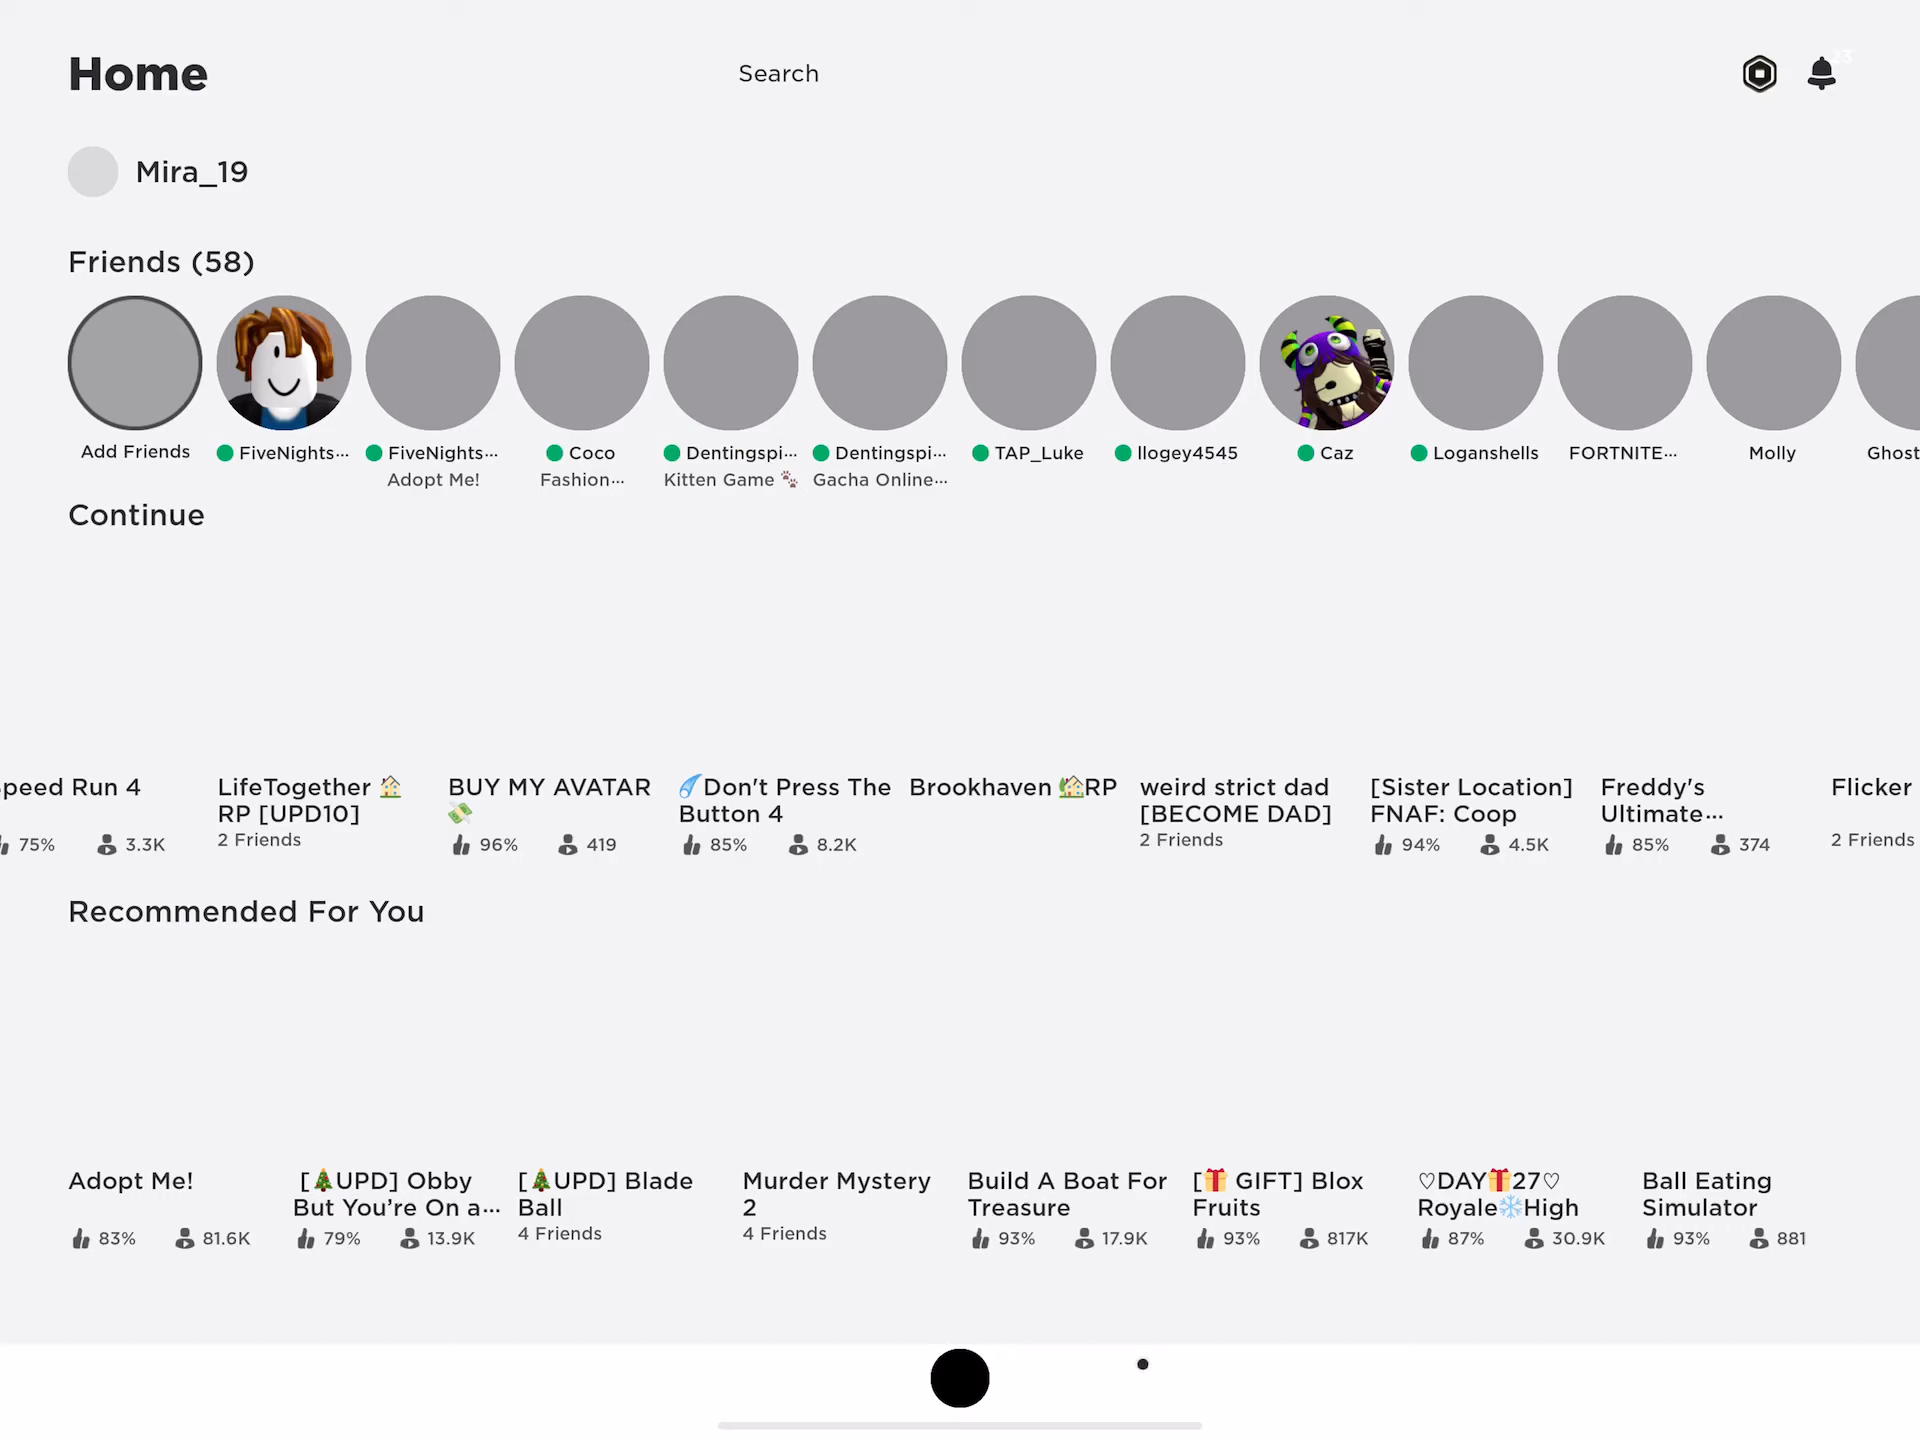 Home
Search
23
Mira_19
Friends (58)
Add Friends
FiveNights...
FiveNights...
Coco
Dentingspi...
Dentingspi...
TAP_Luke
llogey4545
Caz
Loganshells
FORTNITE...
Molly
Ghost
Adopt Me!
Fashion...
Kitten Game 🐾
Gacha Online...
Continue
peed Run 4
75% 3.3K
LifeTogether 🏠
RP [UPD10]
2 Friends
BUY MY AVATAR
💸
96% 419
☄️Don't Press The
Button 4
85% 8.2K
Brookhaven 🏡RP
weird strict dad
[BECOME DAD]
2 Friends
[Sister Location]
FNAF: Coop
94% 4.5K
Freddy's
Ultimate...
85% 374
Flicker
2 Friends
Recommended For You
Adopt Me!
83% 81.6K
[🎄UPD] Obby
But You're On a...
79% 13.9K
[🎄UPD] Blade
Ball
4 Friends
Murder Mystery
2
4 Friends
Build A Boat For
Treasure
93% 17.9K
[🎁 GIFT] Blox
Fruits
93% 817K
♡DAY🎁27♡
Royale❄️High
87% 30.9K
Ball Eating
Simulator
93% 881